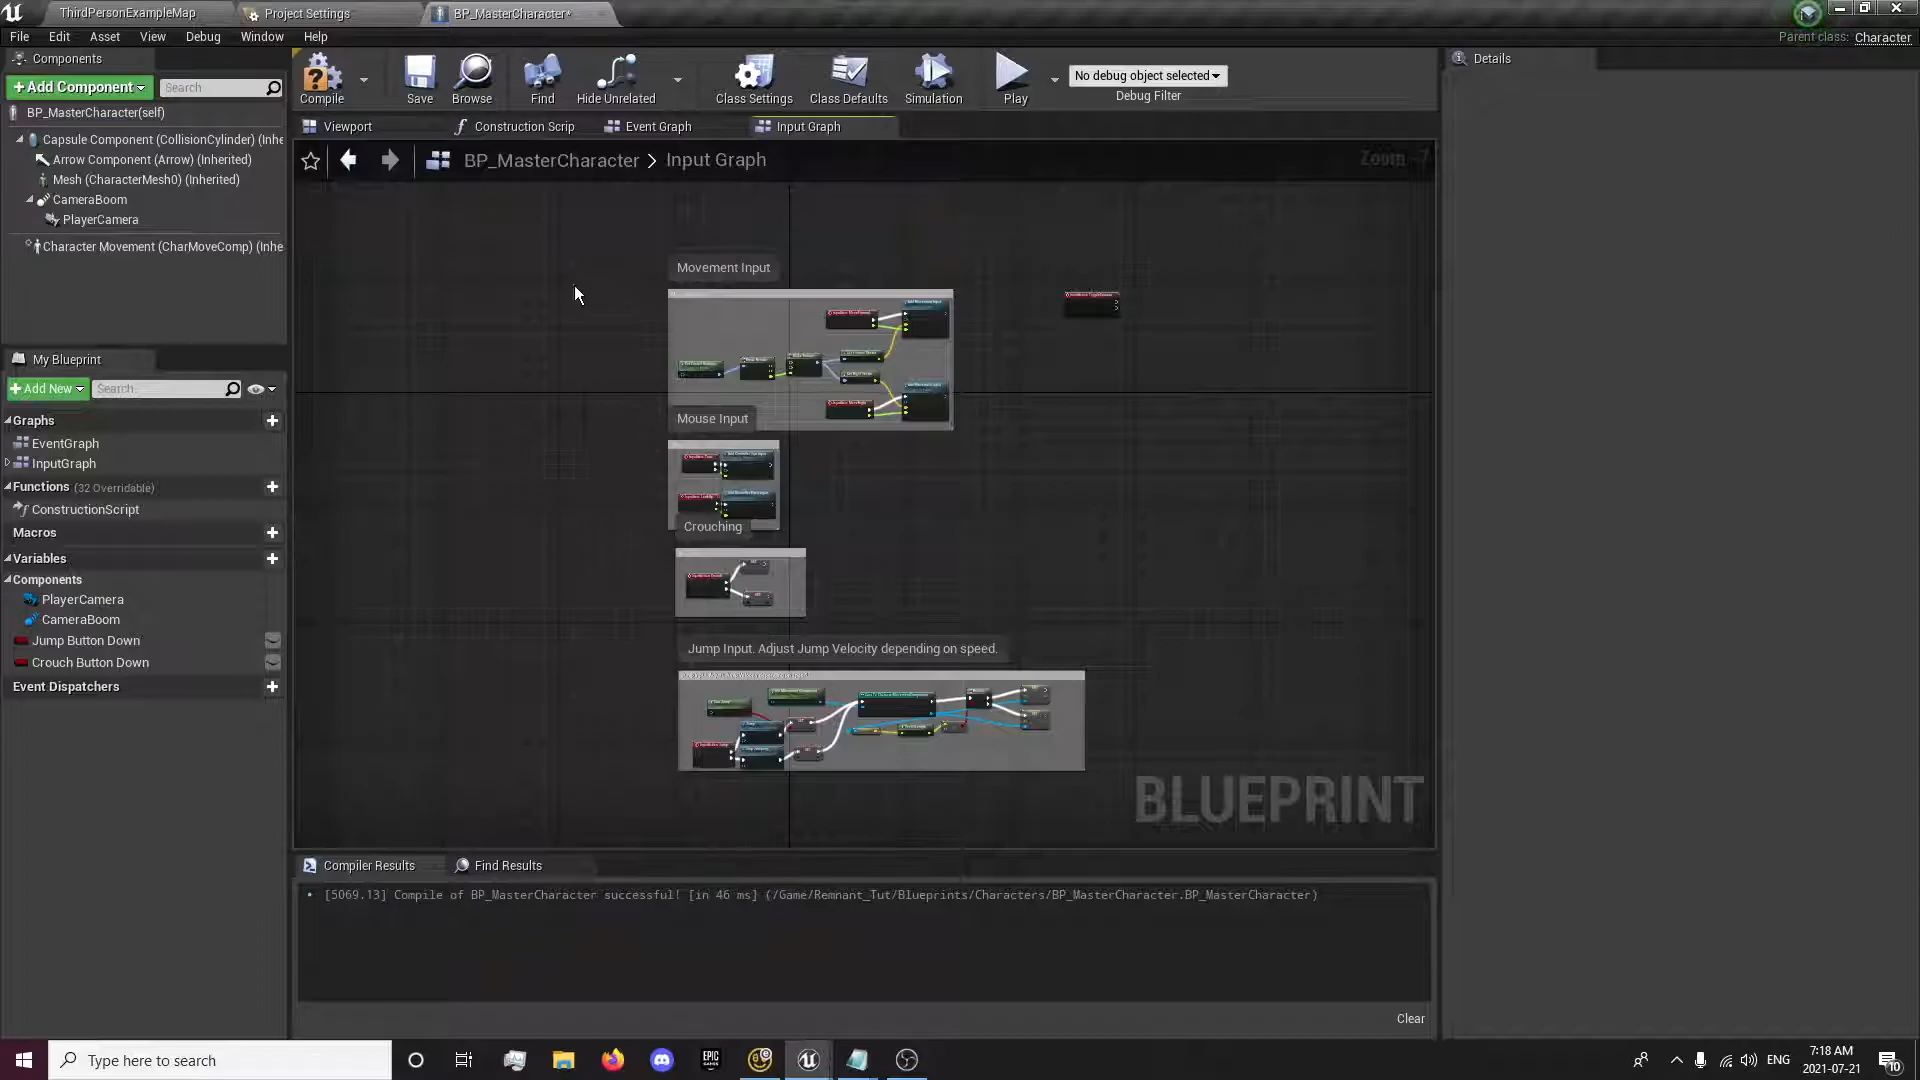 ThirdPersonExampleMap
Project Settings
BP_MasterCharacter*
File
Edit
Asset
View
Debug
Window
Help
Parent class: Character
Components
+ Add Component
Search
BP_MasterCharacter(self)
Capsule Component (CollisionCylinder) (Inhe
Arrow Component (Arrow) (Inherited)
Mesh (CharacterMesh0) (Inherited)
CameraBoom
PlayerCamera
Character Movement (CharMoveComp) (Inhe
Compile
Save
Browse
Find
Hide Unrelated
Class Settings
Class Defaults
Simulation
Play
No debug object selected
Debug Filter
Details
Viewport
Construction Scrip
Event Graph
Input Graph
BP_MasterCharacter > Input Graph
Zoom -7
Movement Input
Mouse Input
Crouching
Jump Input. Adjust Jump Velocity depending on speed.
BLUEPRINT
My Blueprint
+ Add New
Search
Graphs
EventGraph
InputGraph
Functions (32 Overridable)
ConstructionScript
Macros
Variables
Components
PlayerCamera
CameraBoom
Jump Button Down
Crouch Button Down
Event Dispatchers
Compiler Results
Find Results
[5069.13] Compile of BP_MasterCharacter successful! [in 46 ms] (/Game/Remnant_Tut/Blueprints/Characters/BP_MasterCharacter.BP_MasterCharacter)
Clear
Type here to search
EPIC GAMES
ENG
7:18 AM
2021-07-21
10